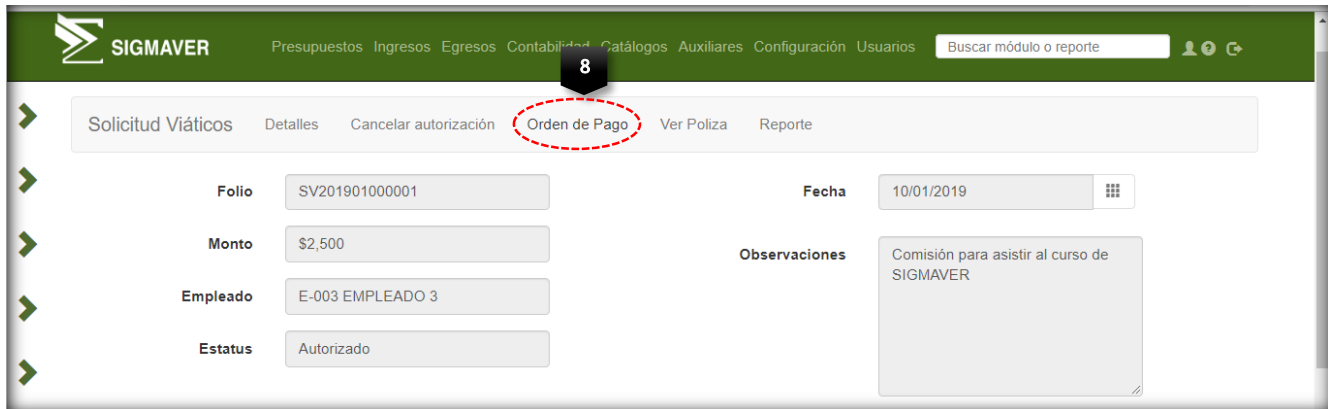 SIGMAVER
Presupuestos Ingresos Egresos Contabilidad Catálogos Auxiliares Configuración Usuarios
Buscar módulo o reporte
8
Solicitud Viáticos Detalles Cancelar autorización Orden de Pago Ver Poliza Reporte
Folio SV201901000001 Fecha 10/01/2019
Monto $2,500 Observaciones Comisión para asistir al curso de
SIGMAVER
Empleado E-003 EMPLEADO 3
Estatus Autorizado